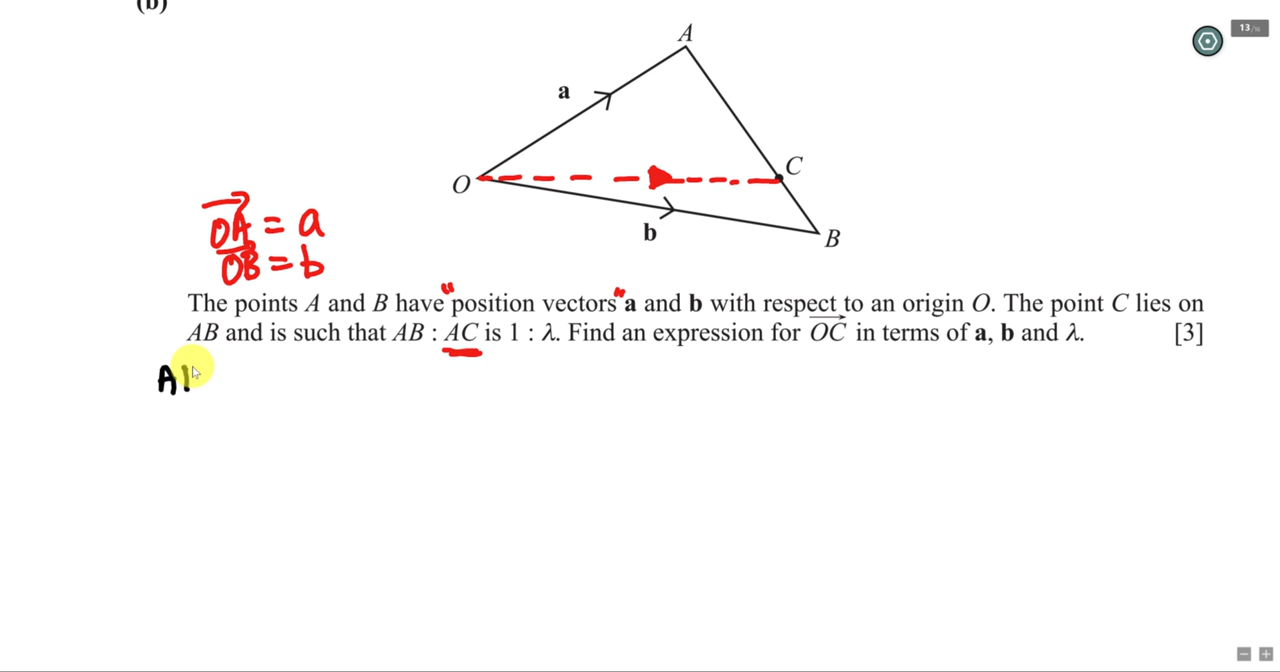 (b)
13/16
A
a
C
O
b
B
OA = a
OB = b
"
"
The points A and B have position vectors a and b with respect to an origin O. The point C lies on
AB and is such that AB : AC is 1 : λ. Find an expression for OC in terms of a, b and λ. [3]